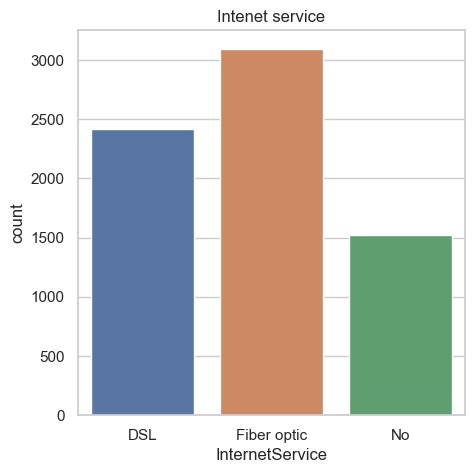 Intenet service
3000
2500
2000
1500
1000
500
0
count
DSL Fiber optic No
InternetService